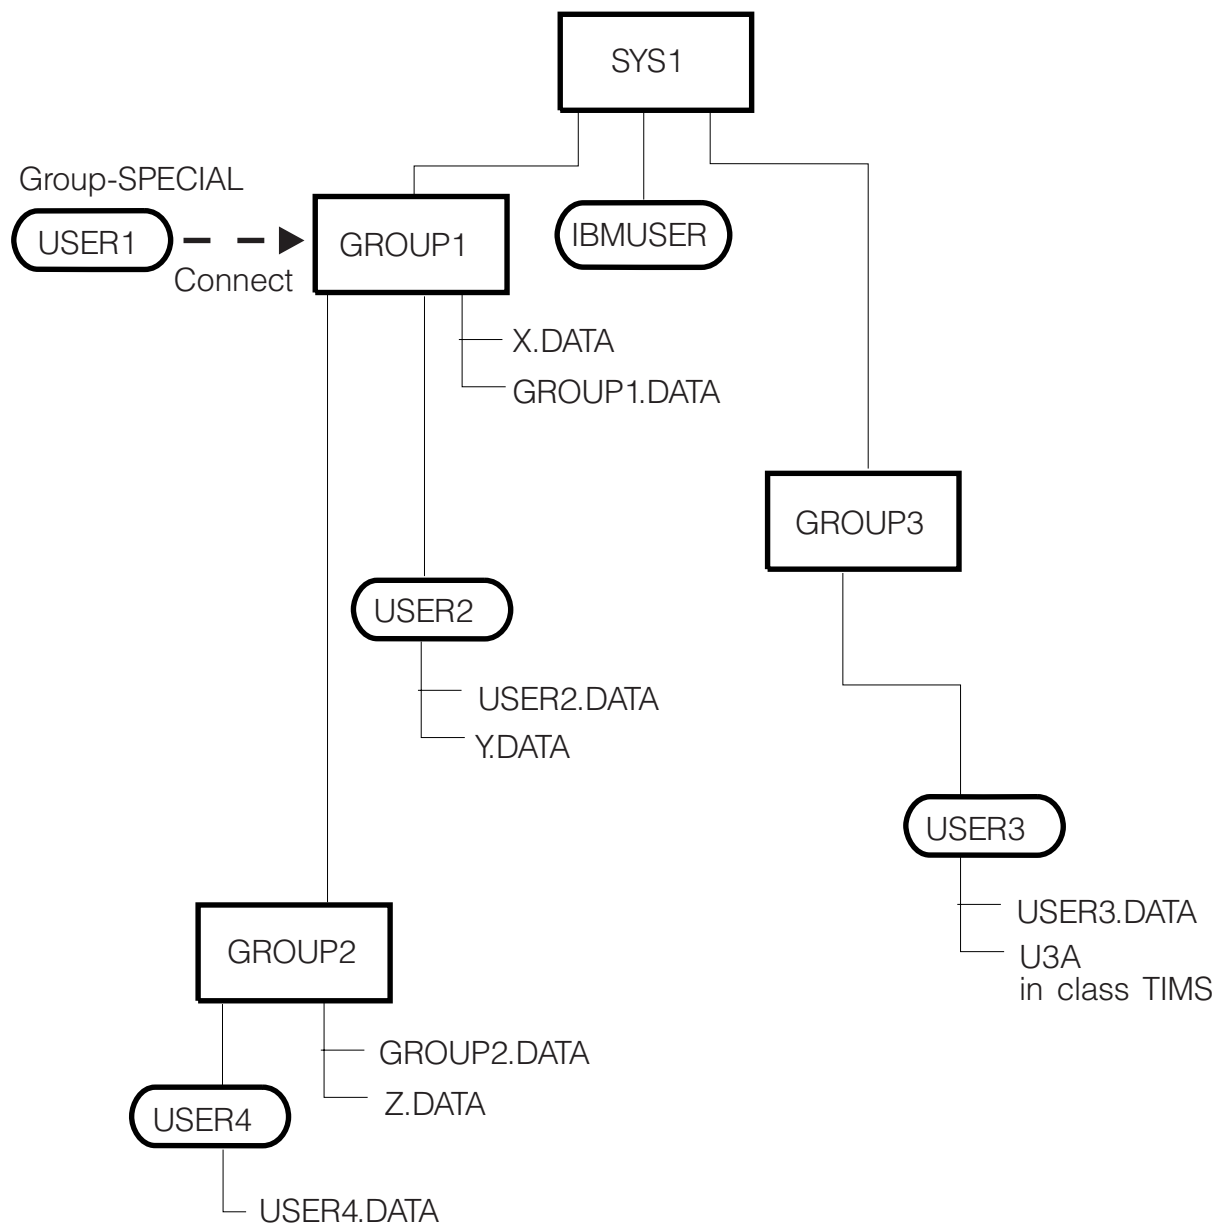 SYS1
Group-SPECIAL
USER1
Connect
GROUP1
IBMUSER
X.DATA
GROUP1.DATA
GROUP3
USER2
USER2.DATA
Y.DATA
USER3
USER3.DATA
U3A
in class TIMS
GROUP2
GROUP2.DATA
Z.DATA
USER4
USER4.DATA